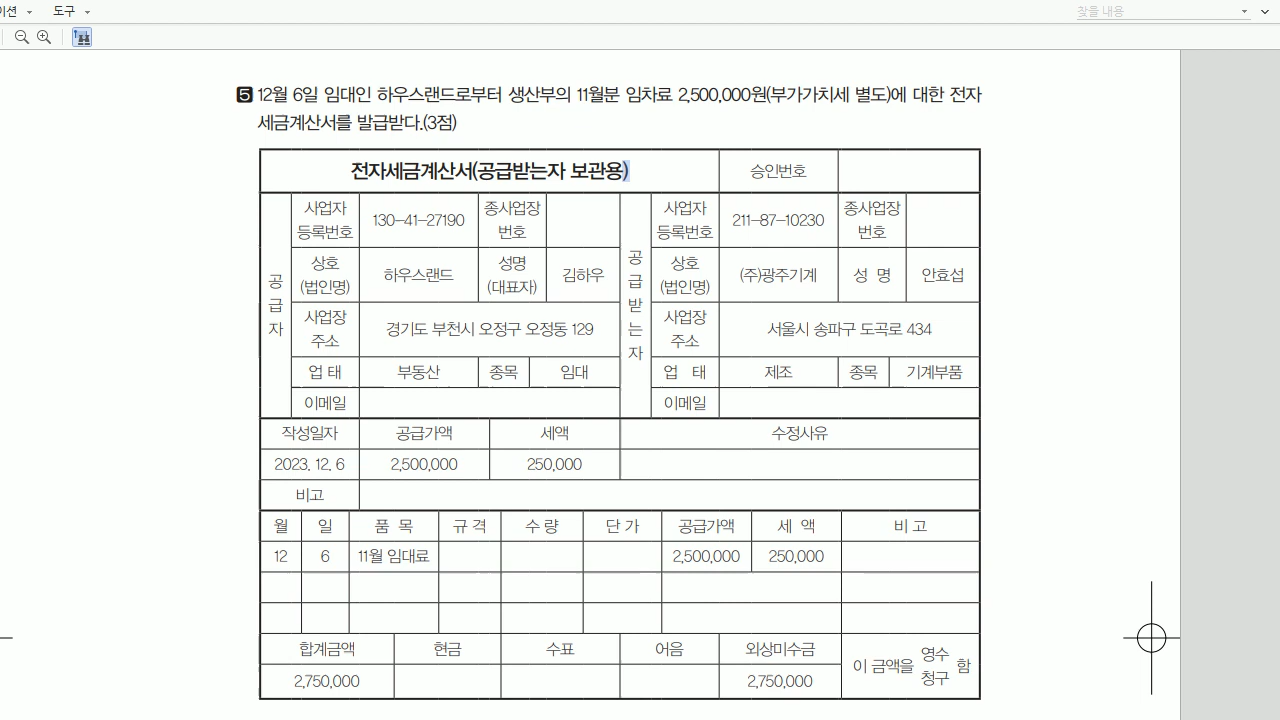 이션 도구 찾을 내용
5 12월 6일 임대인 하우스랜드로부터 생산부의 11월분 임차료 2,500,000원(부가가치세 별도)에 대한 전자
세금계산서를 발급받다.(3점)
전자세금계산서(공급받는자 보관용) 승인번호
공급자
사업자 등록번호 130-41-27190 종사업장 번호
상호 (법인명) 하우스랜드 성명 (대표자) 김하우
사업장 주소 경기도 부천시 오정구 오정동 129
업 태 부동산 종목 임대
이메일
공급받는자
사업자 등록번호 211-87-10230 종사업장 번호
상호 (법인명) (주)광주기계 성 명 안효섭
사업장 주소 서울시 송파구 도곡로 434
업 태 제조 종목 기계부품
이메일
작성일자 공급가액 세액 수정사유
2023. 12. 6 2,500,000 250,000
비고
월 일 품 목 규 격 수 량 단 가 공급가액 세 액 비 고
12 6 11월 임대료 2,500,000 250,000
합계금액 현금 수표 어음 외상미수금 이 금액을 영수 청구 함
2,750,000 2,750,000